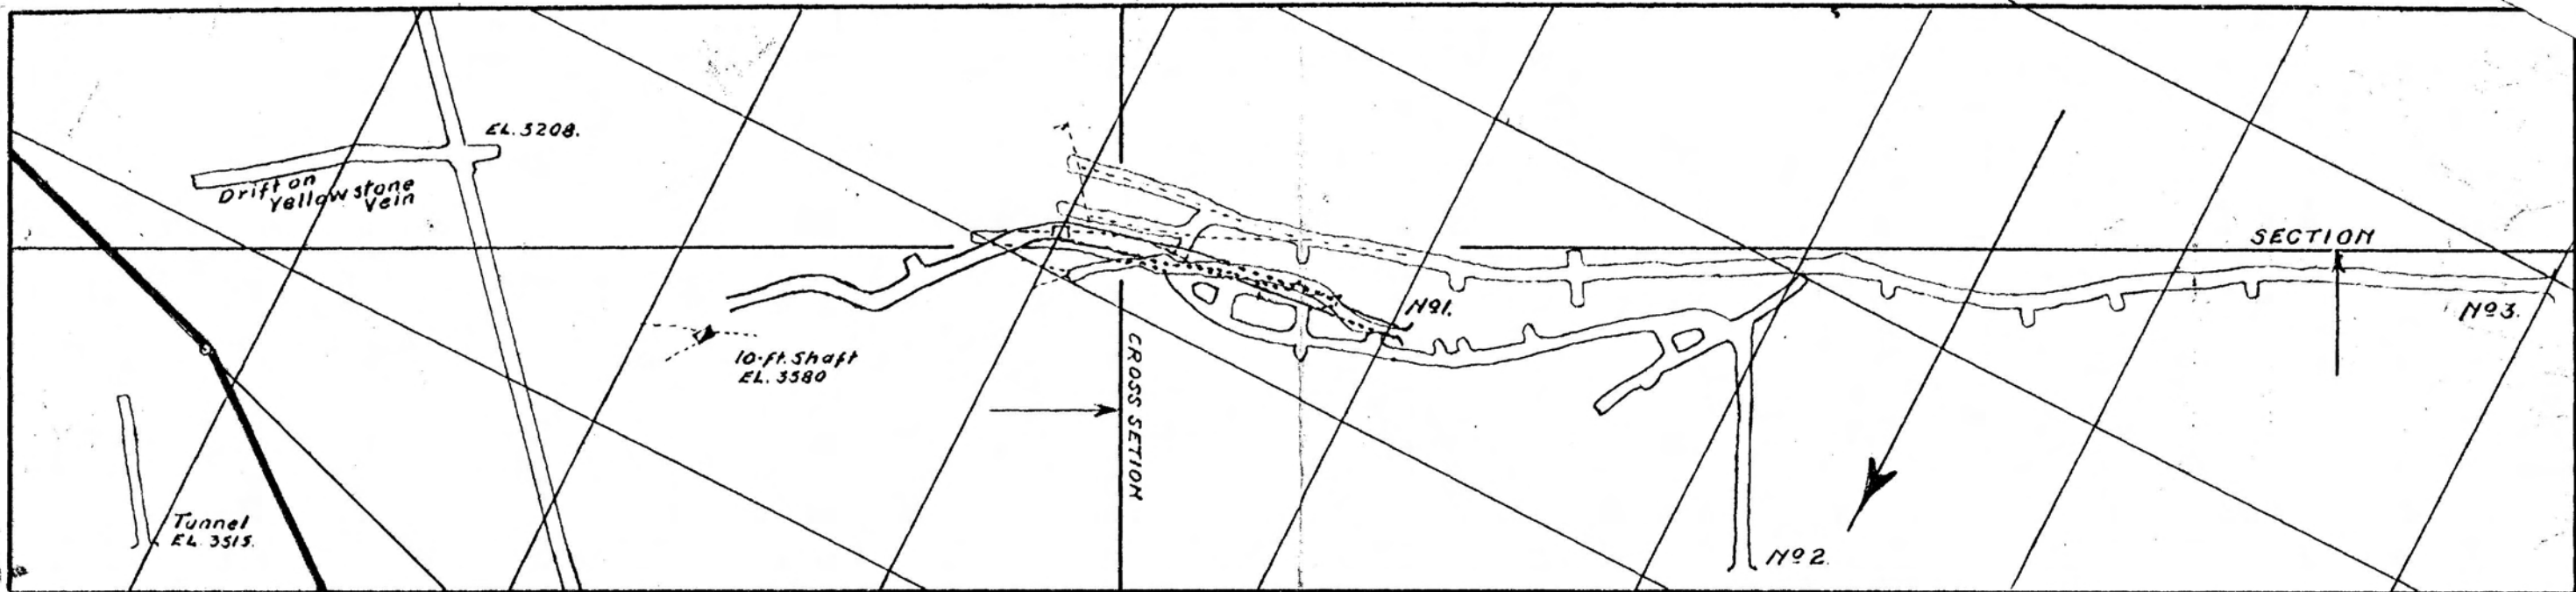 EL. 3208.
Drift on
Yellowstone
Vein
SECTION
Nº1.
Nº3.
10-ft. Shaft
EL. 3580
CROSS SETION
Tunnel
EL. 3515.
Nº2.